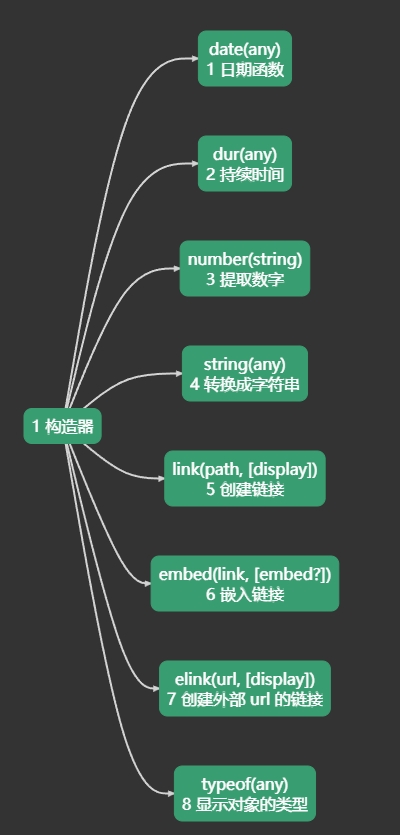 date(any)
1 日期函数
dur(any)
2 持续时间
number(string)
3 提取数字
string(any)
4 转换成字符串
1 构造器
link(path, [display])
5 创建链接
embed(link, [embed?])
6 嵌入链接
elink(url, [display])
7 创建外部 url 的链接
typeof(any)
8 显示对象的类型